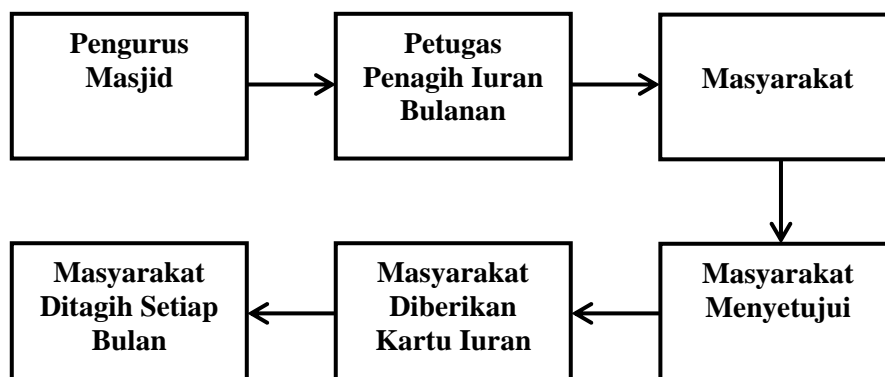 Pengurus
Masjid
Petugas
Penagih Iuran
Bulanan
Masyarakat
Masyarakat
Menyetujui
Masyarakat
Diberikan
Kartu Iuran
Masyarakat
Ditagih Setiap
Bulan